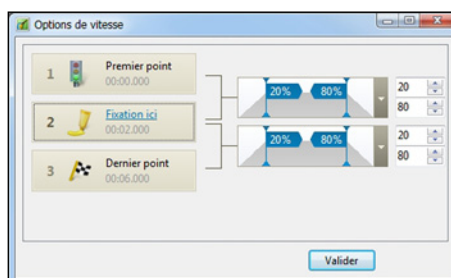 Options de vitesse
1 Premier point
00:00.000
20% 80% 20
80
2 Fixation ici
00:02.000
20% 80% 20
80
3 Dernier point
00:06.000
Valider